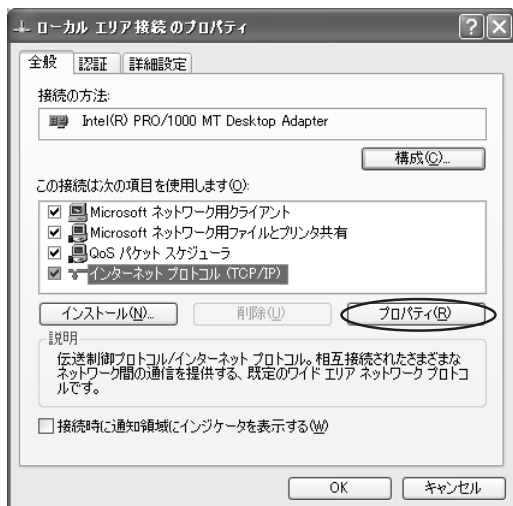 ローカル エリア接続 のプロパティ
全般 認証 詳細設定
接続の方法:
Intel(R) PRO/1000 MT Desktop Adapter
構成(C)...
この接続は次の項目を使用します(O):
Microsoft ネットワーク用クライアント
Microsoft ネットワーク用ファイルとプリンタ共有
QoS パケット スケジューラ
インターネット プロトコル (TCP/IP)
インストール(N)... 削除(U) プロパティ(R)
説明
伝送制御プロトコル/インターネット プロトコル。相互接続されたさまざまな
ネットワーク間の通信を提供する、既定のワイド エリア ネットワーク プロトコ
ルです。
接続時に通知領域にインジケータを表示する(W)
OK キャンセル